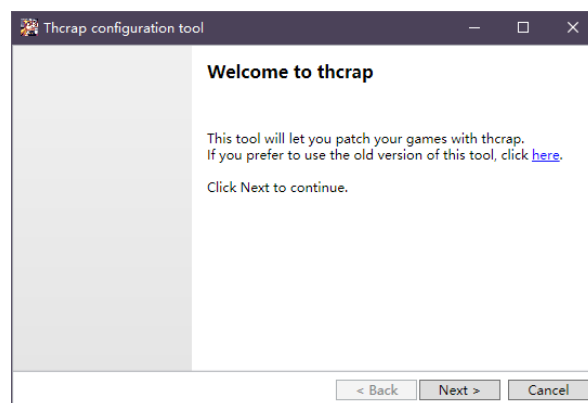 Thcrap configuration tool
Welcome to thcrap
This tool will let you patch your games with thcrap.
If you prefer to use the old version of this tool, click here.
Click Next to continue.
< Back Next > Cancel